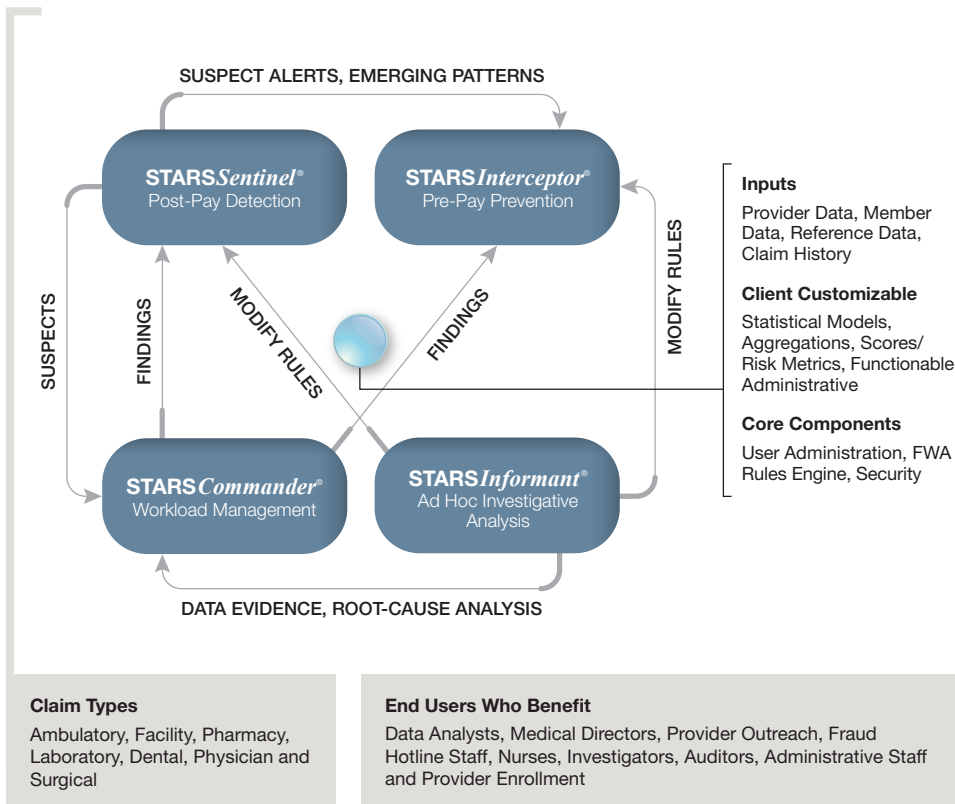 SUSPECT ALERTS, EMERGING PATTERNS
STARSSentinel®
Post-Pay Detection
STARSInterceptor®
Pre-Pay Prevention
SUSPECTS
FINDINGS
MODIFY RULES
FINDINGS
MODIFY RULES
STARSCommander®
Workload Management
STARSInformant®
Ad Hoc Investigative
Analysis
DATA EVIDENCE, ROOT-CAUSE ANALYSIS
Inputs
Provider Data, Member
Data, Reference Data,
Claim History
Client Customizable
Statistical Models,
Aggregations, Scores/
Risk Metrics, Functionable
Administrative
Core Components
User Administration, FWA
Rules Engine, Security
Claim Types
Ambulatory, Facility, Pharmacy,
Laboratory, Dental, Physician and
Surgical
End Users Who Benefit
Data Analysts, Medical Directors, Provider Outreach, Fraud
Hotline Staff, Nurses, Investigators, Auditors, Administrative Staff
and Provider Enrollment